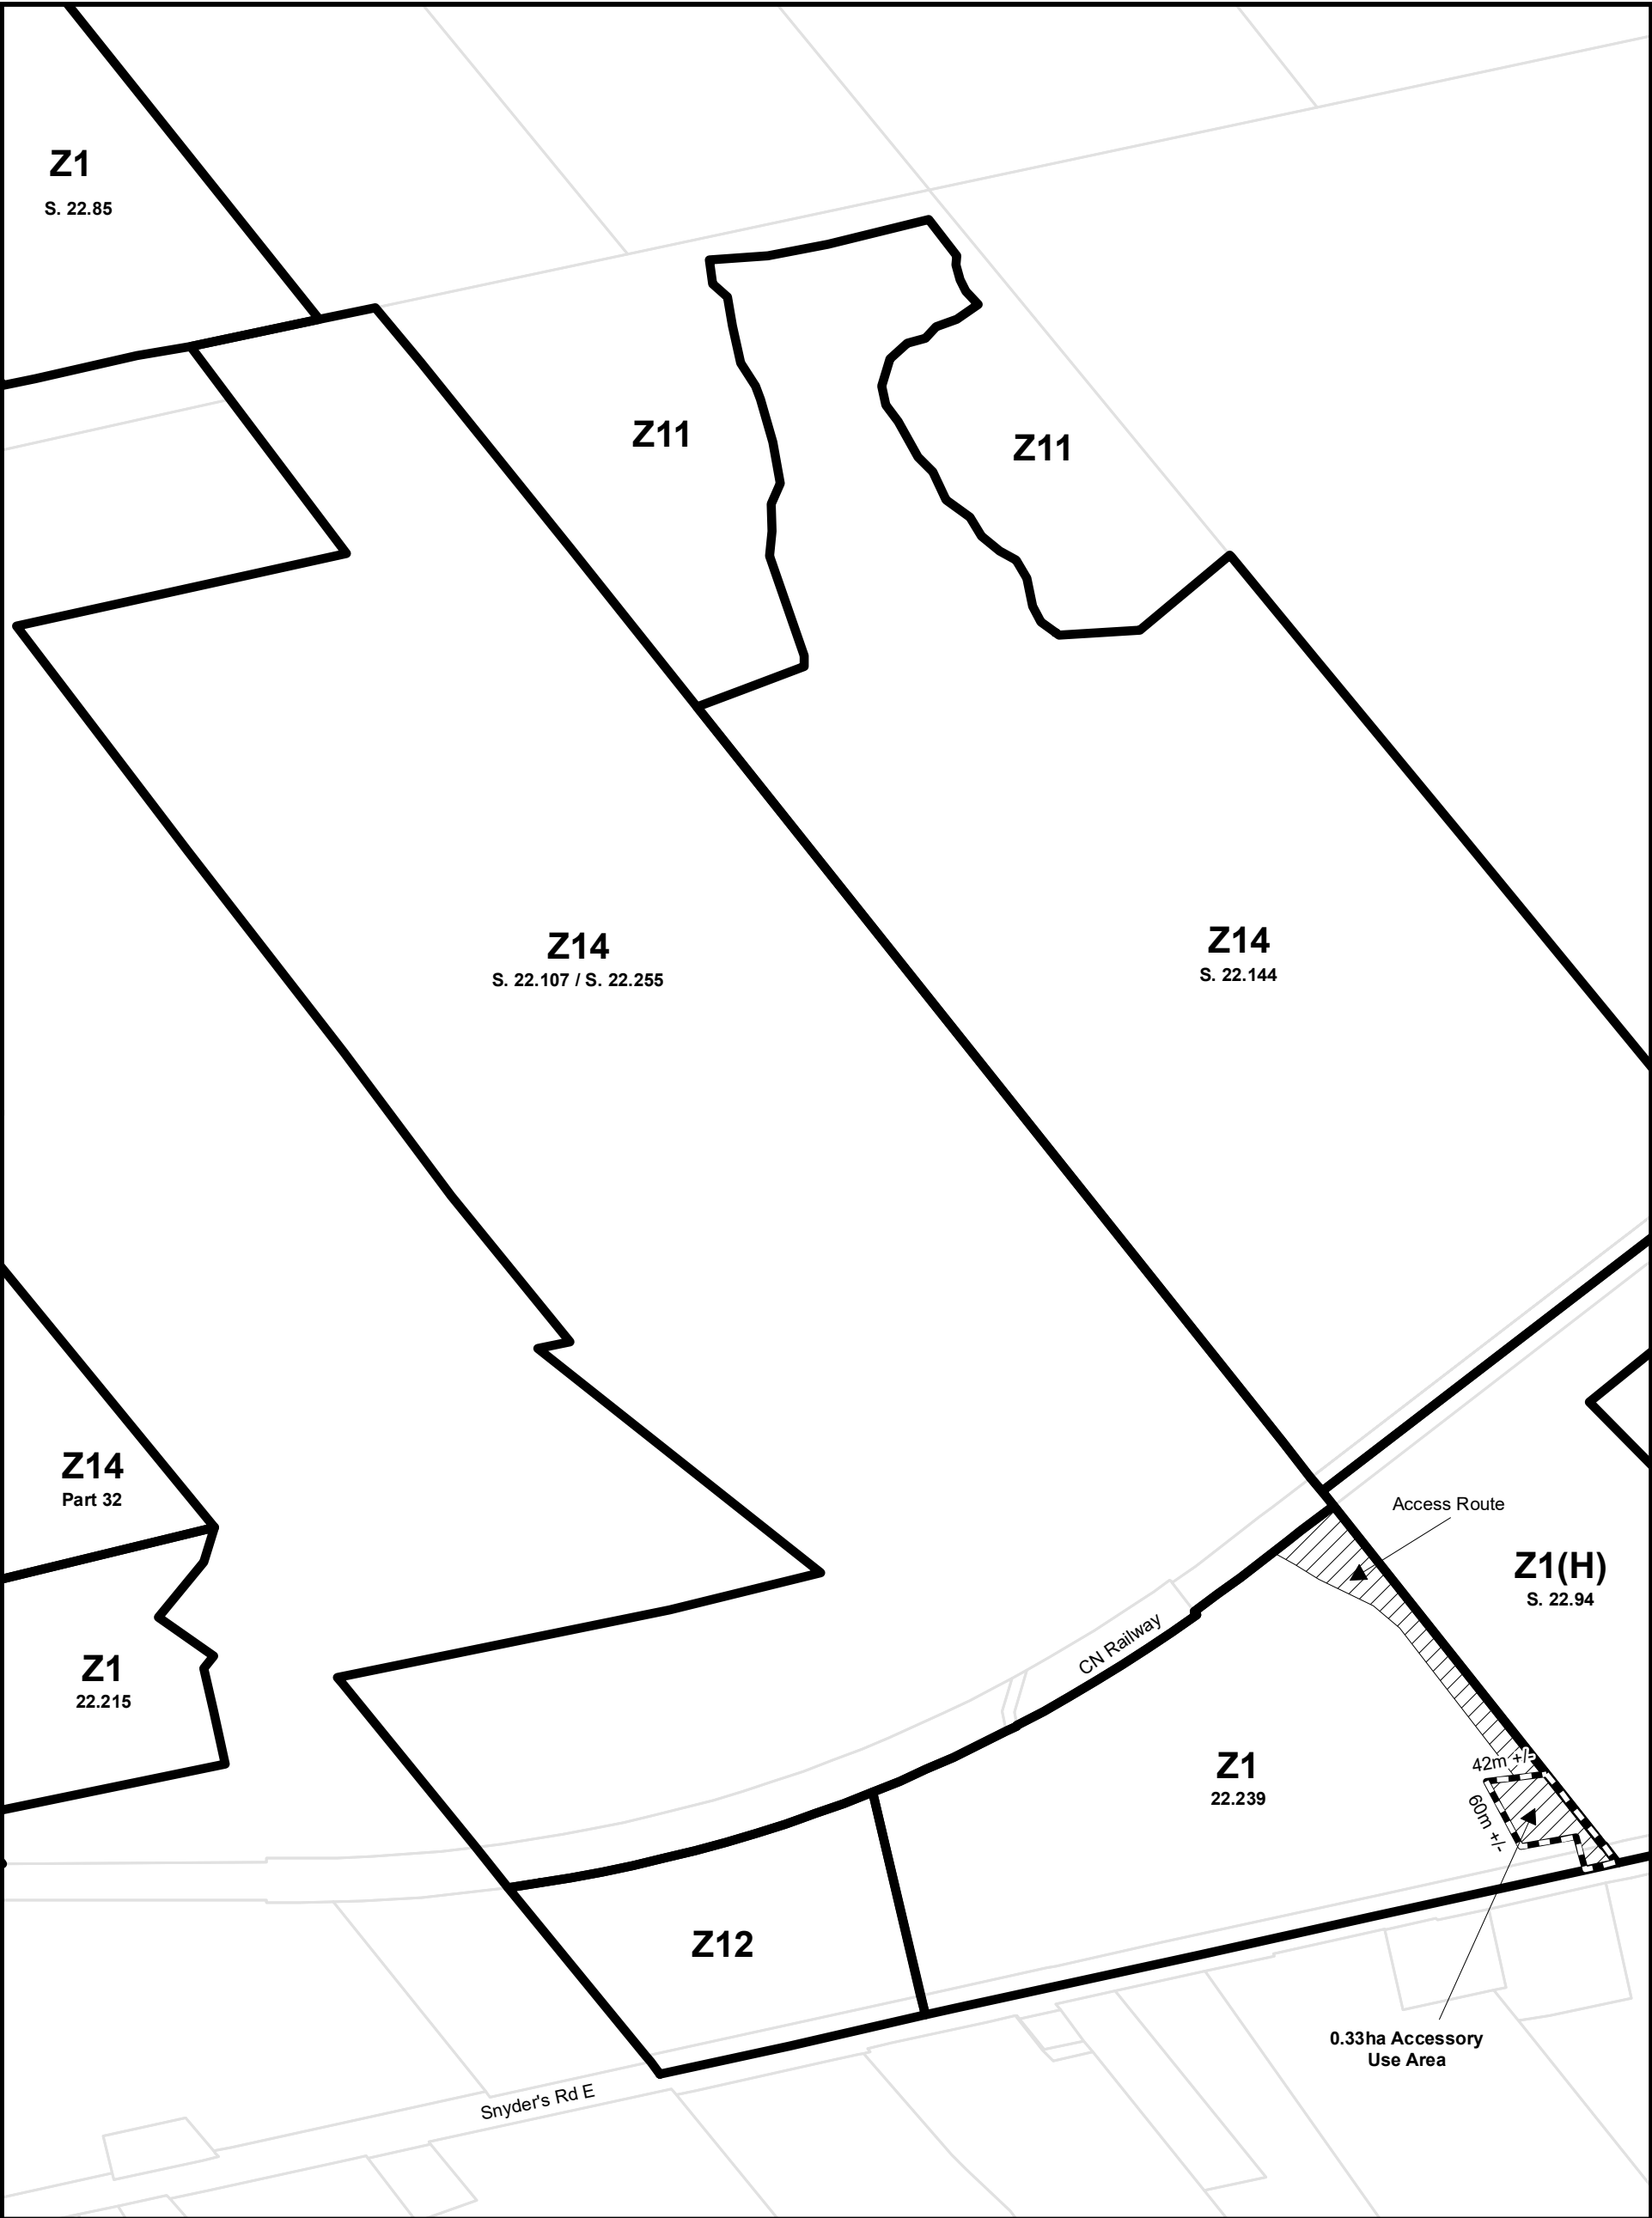 Z1
S. 22.85
Z11
Z11
Z14
S. 22.107 / S. 22.255
Z14
S. 22.144
Z14
Part 32
Access Route
Z1(H)
S. 22.94
Z1
22.215
CN Railway
Z1
22.239
42m +/-
60m +/-
Z12
0.33ha Accessory
Use Area
Snyder's Rd E